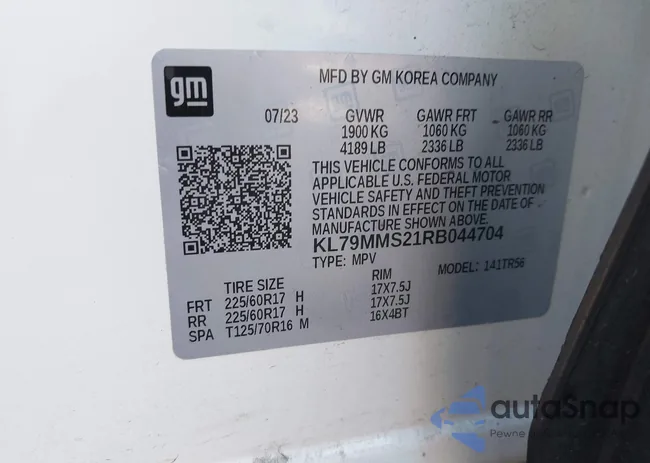 gm
MFD BY GM KOREA COMPANY
07/23 GVWR GAWR FRT GAWR RR
1900 KG 1060 KG 1060 KG
4189 LB 2336 LB 2336 LB
THIS VEHICLE CONFORMS TO ALL
APPLICABLE U.S. FEDERAL MOTOR
VEHICLE SAFETY AND THEFT PREVENTION
STANDARDS IN EFFECT ON THE DATE OF
MANUFACTURE SHOWN ABOVE.
KL79MMS21RB044704
TYPE: MPV MODEL: 141TR56
TIRE SIZE RIM
FRT 225/60R17 H 17X7.5J
RR 225/60R17 H 17X7.5J
SPA T125/70R16 M 16X4BT
autaSnap
Pewne